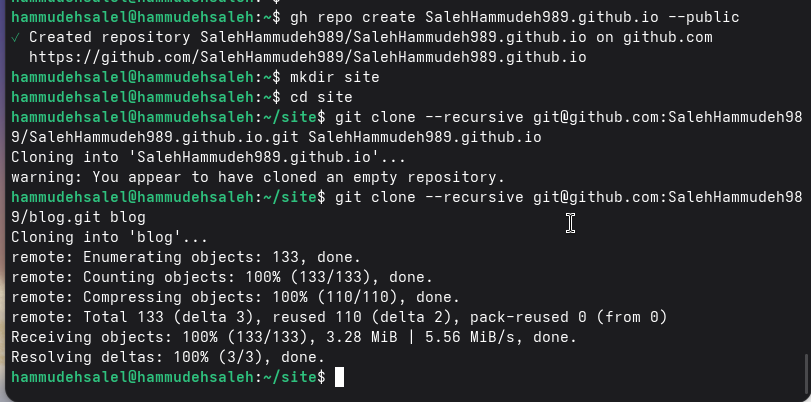 hammudehsalel@hammudehsaleh:~$ gh repo create SalehHammudeh989.github.io --public
✓ Created repository SalehHammudeh989/SalehHammudeh989.github.io on github.com
  https://github.com/SalehHammudeh989/SalehHammudeh989.github.io
hammudehsalel@hammudehsaleh:~$ mkdir site
hammudehsalel@hammudehsaleh:~$ cd site
hammudehsalel@hammudehsaleh:~/site$ git clone --recursive git@github.com:SalehHammudeh98
9/SalehHammudeh989.github.io.git SalehHammudeh989.github.io
Cloning into 'SalehHammudeh989.github.io'...
warning: You appear to have cloned an empty repository.
hammudehsalel@hammudehsaleh:~/site$ git clone --recursive git@github.com:SalehHammudeh98
9/blog.git blog
Cloning into 'blog'...
remote: Enumerating objects: 133, done.
remote: Counting objects: 100% (133/133), done.
remote: Compressing objects: 100% (110/110), done.
remote: Total 133 (delta 3), reused 110 (delta 2), pack-reused 0 (from 0)
Receiving objects: 100% (133/133), 3.28 MiB | 5.56 MiB/s, done.
Resolving deltas: 100% (3/3), done.
hammudehsalel@hammudehsaleh:~/site$